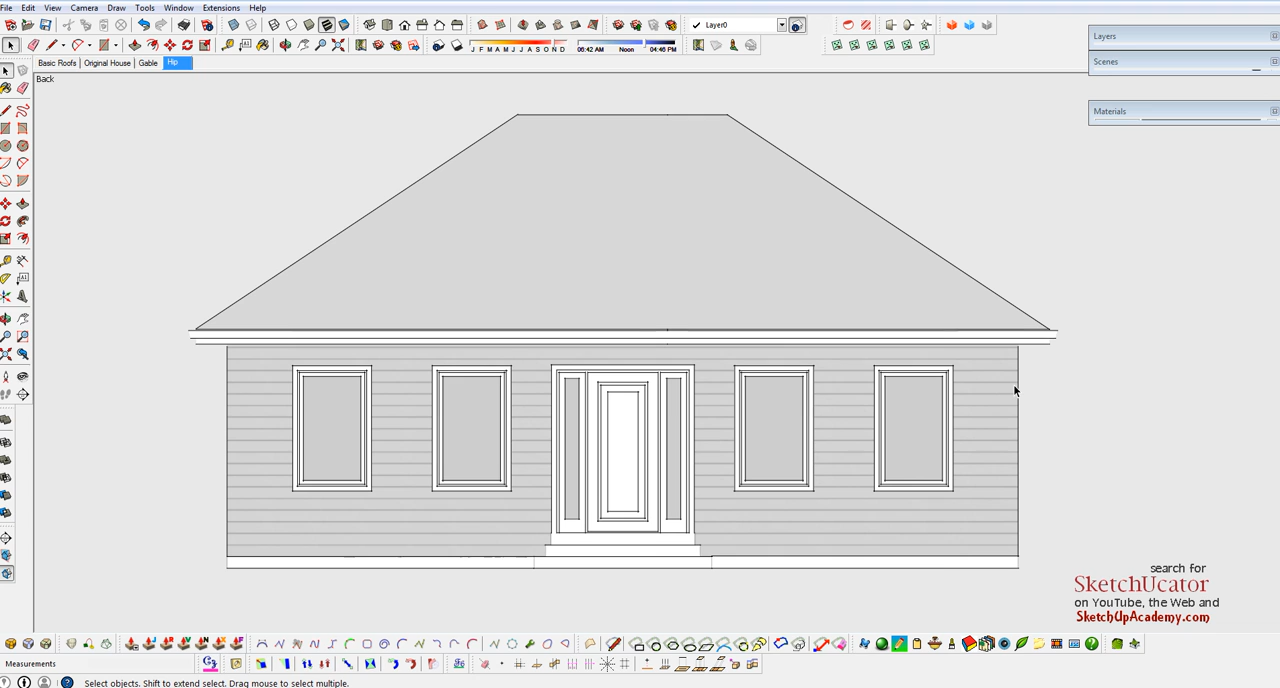 File Edit View Camera Draw Tools Window Extensions Help
Layer0
J F M A M J J A S O N D 06:42 AM Noon 04:46 PM
Basic Roofs Original House Gable Hip
Back
Layers
Scenes
Materials
search for
SketchUcator
on YouTube, the Web and
SketchUpAcademy.com
Measurements
Select objects. Shift to extend select. Drag mouse to select multiple.